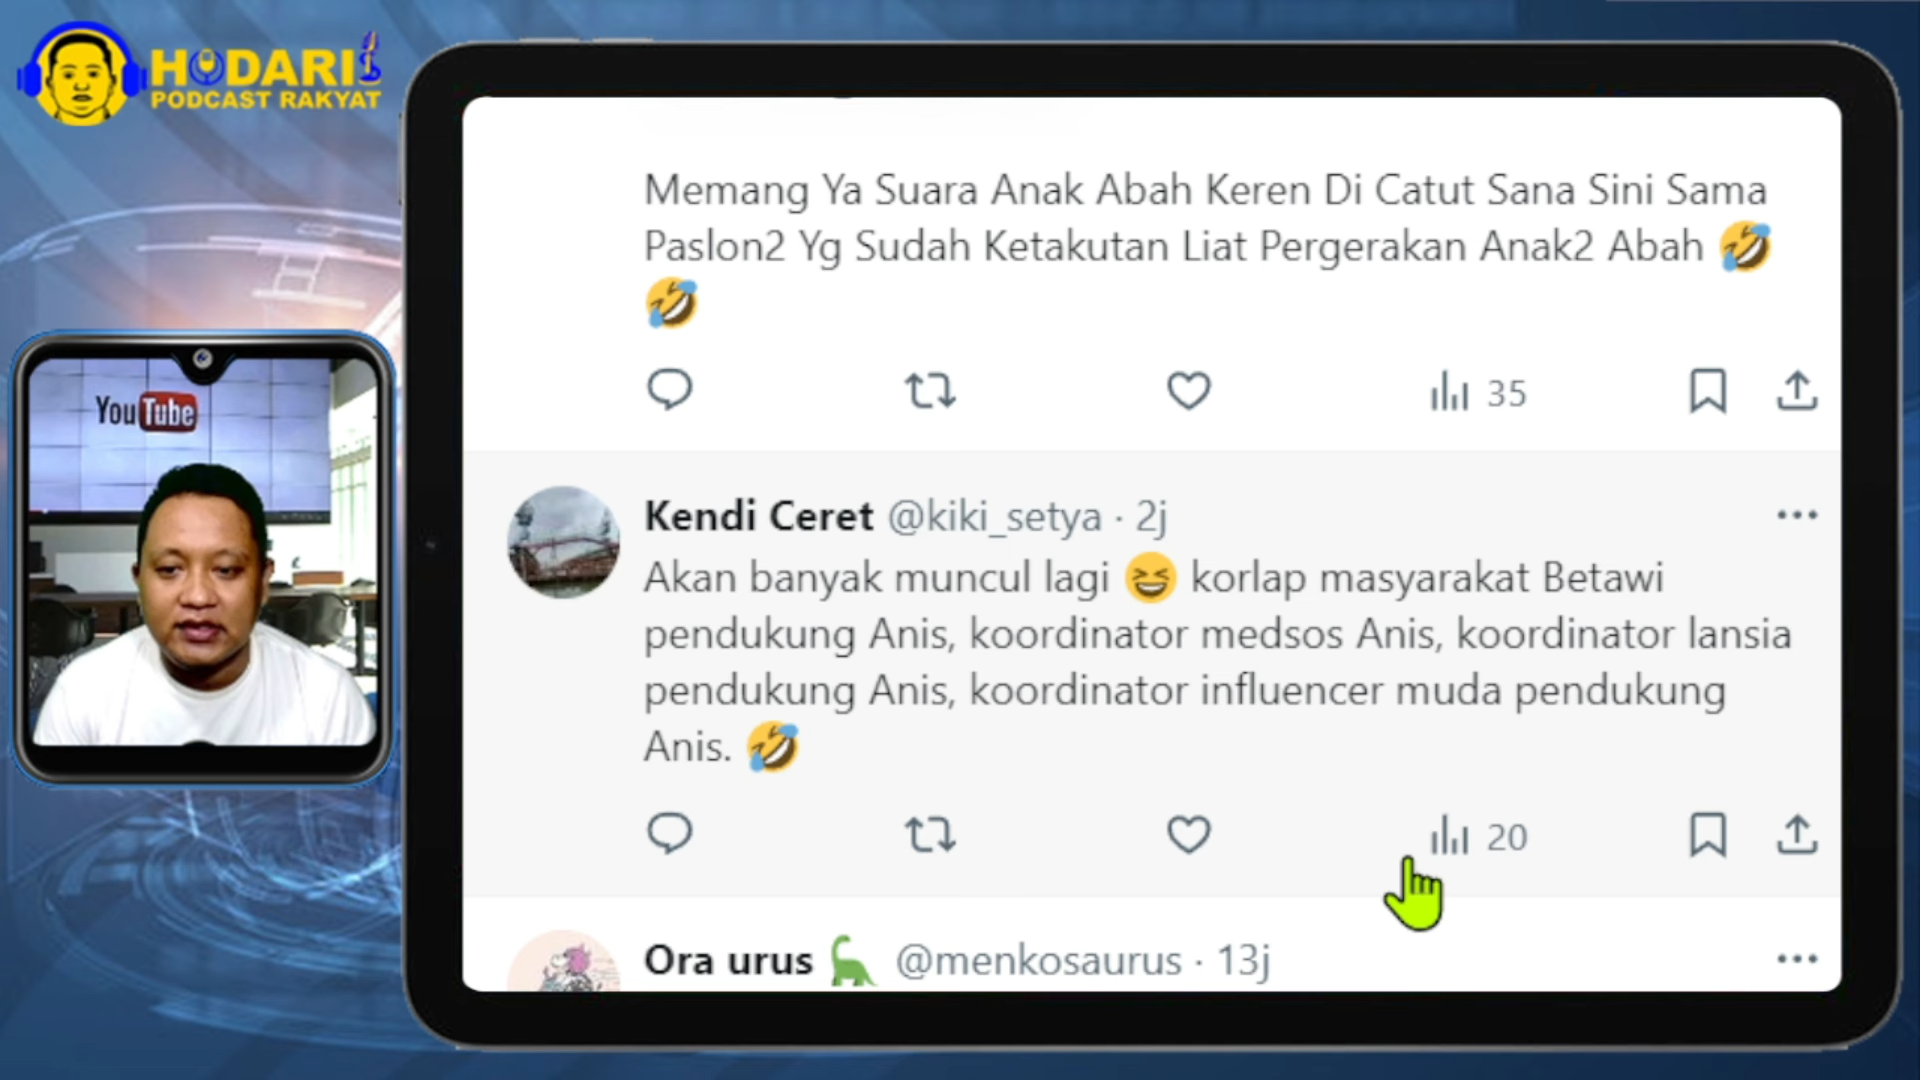 HODARI
PODCAST RAKYAT
YouTube
Memang Ya Suara Anak Abah Keren Di Catut Sana Sini Sama
Paslon2 Yg Sudah Ketakutan Liat Pergerakan Anak2 Abah 🤣
🤣
35
Kendi Ceret @kiki_setya · 2j
Akan banyak muncul lagi 😆 korlap masyarakat Betawi
pendukung Anis, koordinator medsos Anis, koordinator lansia
pendukung Anis, koordinator influencer muda pendukung
Anis. 🤣
20
Ora urus 🦕 @menkosaurus · 13j